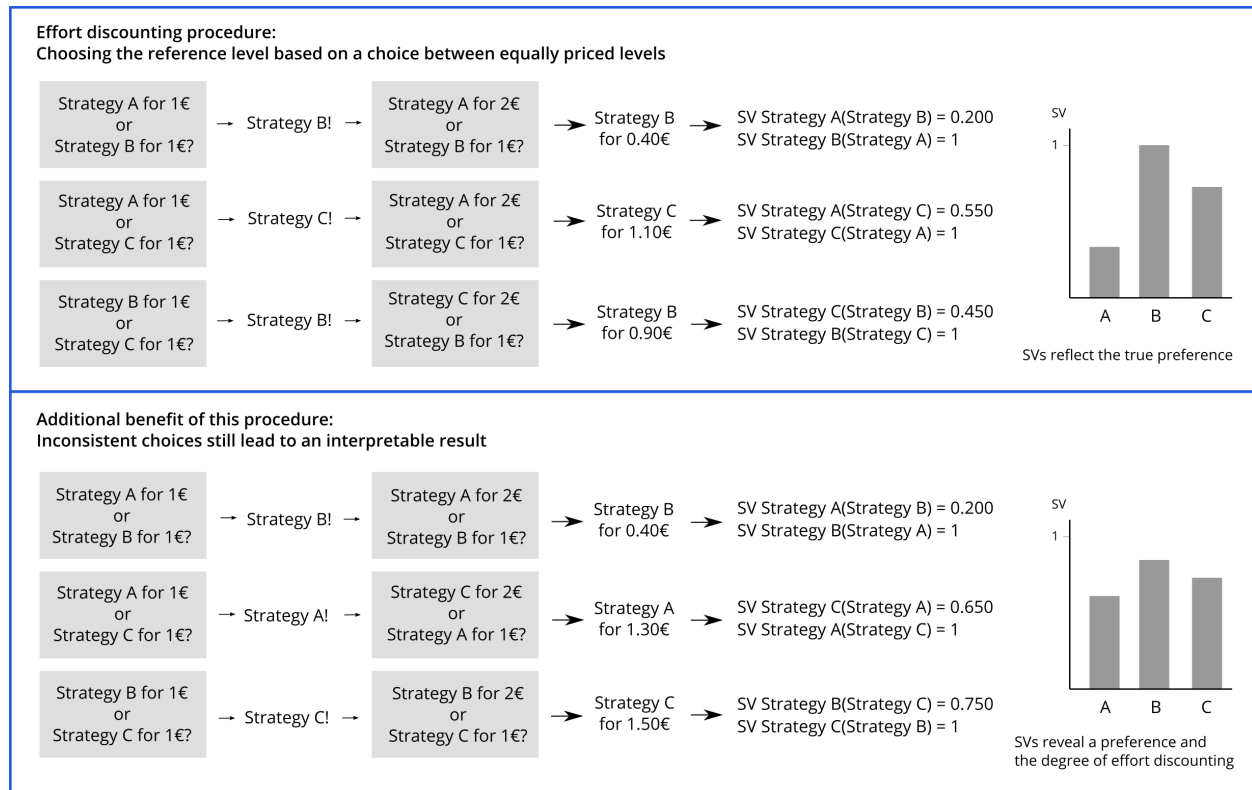 Effort discounting procedure:
Choosing the reference level based on a choice between equally priced levels
Strategy A for 1€
or
Strategy B for 1€?
Strategy B!
Strategy A for 2€
or
Strategy B for 1€?
Strategy B
for 0.40€
SV Strategy A(Strategy B) = 0.200
SV Strategy B(Strategy A) = 1
Strategy A for 1€
or
Strategy C for 1€?
Strategy C!
Strategy A for 2€
or
Strategy C for 1€?
Strategy C
for 1.10€
SV Strategy A(Strategy C) = 0.550
SV Strategy C(Strategy A) = 1
Strategy B for 1€
or
Strategy C for 1€?
Strategy B!
Strategy C for 2€
or
Strategy B for 1€?
Strategy B
for 0.90€
SV Strategy C(Strategy B) = 0.450
SV Strategy B(Strategy C) = 1
SV
1
A B C
SVs reflect the true preference
Additional benefit of this procedure:
Inconsistent choices still lead to an interpretable result
Strategy A for 1€
or
Strategy B for 1€?
Strategy B!
Strategy A for 2€
or
Strategy B for 1€?
Strategy B
for 0.40€
SV Strategy A(Strategy B) = 0.200
SV Strategy B(Strategy A) = 1
Strategy A for 1€
or
Strategy C for 1€?
Strategy A!
Strategy C for 2€
or
Strategy A for 1€?
Strategy A
for 1.30€
SV Strategy C(Strategy A) = 0.650
SV Strategy A(Strategy C) = 1
Strategy B for 1€
or
Strategy C for 1€?
Strategy C!
Strategy B for 2€
or
Strategy C for 1€?
Strategy C
for 1.50€
SV Strategy B(Strategy C) = 0.750
SV Strategy C(Strategy B) = 1
SV
1
A B C
SVs reveal a preference and
the degree of effort discounting